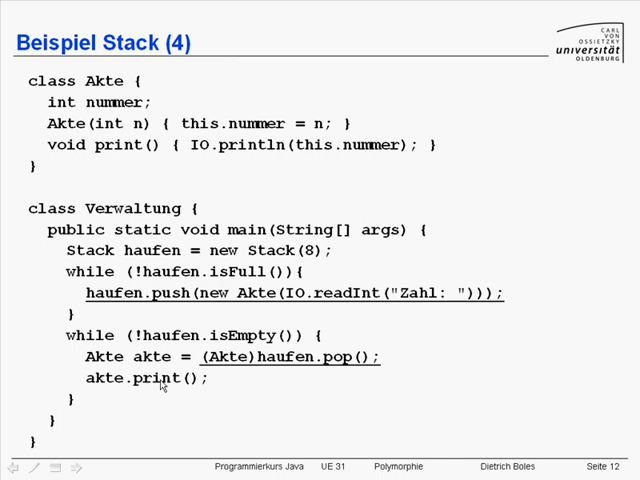 Beispiel Stack (4)
CARL
VON
OSSIETZKY
universität
OLDENBURG
class Akte {
int nummer;
Akte(int n) { this.nummer = n; }
void print() { IO.println(this.nummer); }
}
class Verwaltung {
public static void main(String[] args) {
Stack haufen = new Stack(8);
while (!haufen.isFull()){
haufen.push(new Akte(IO.readInt("Zahl: ")));
}
while (!haufen.isEmpty()) {
Akte akte = (Akte)haufen.pop();
akte.print();
}
}
}
Programmierkurs Java UE 31 Polymorphie Dietrich Boles Seite 12